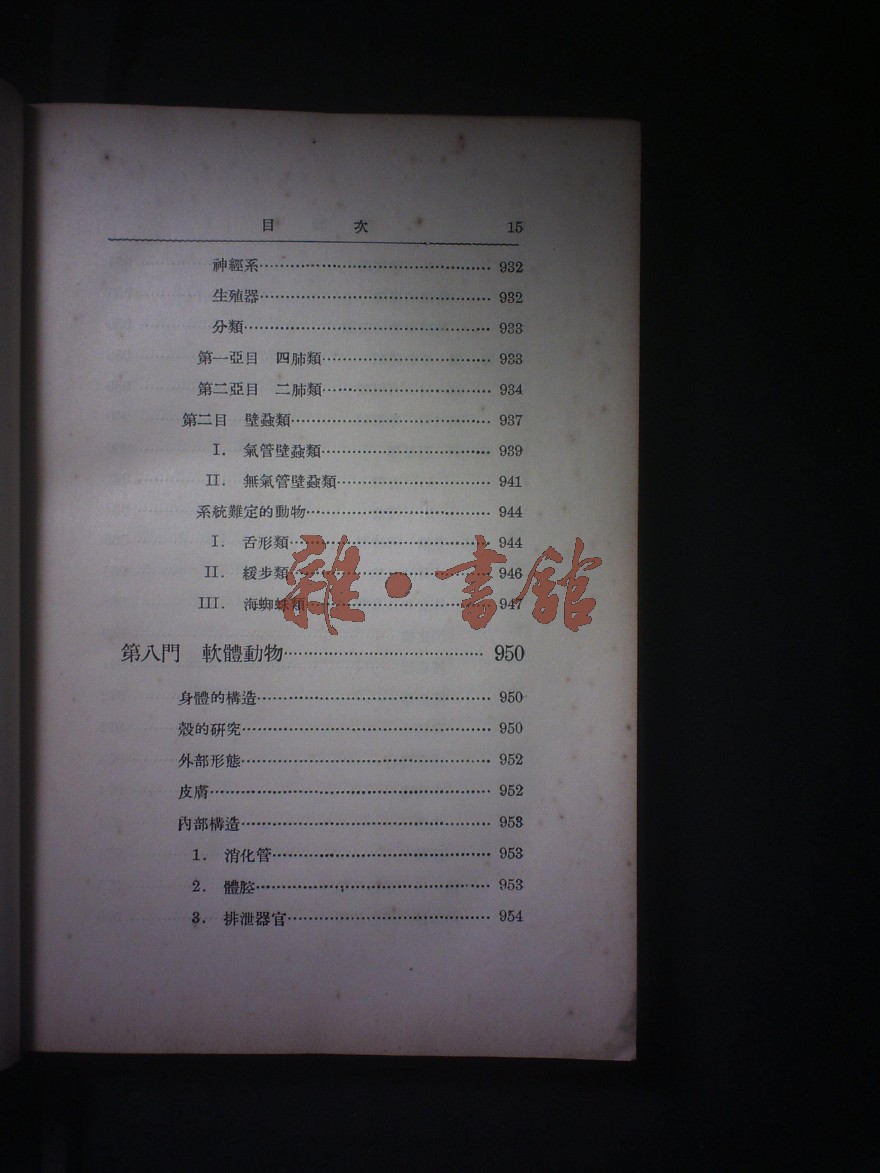 目 次 15
神經系 932
生殖器 932
分類 933
第一亞目 四肺類 933
第二亞目 二肺類 934
第二目 壁蝨類 937
I. 氣管壁蝨類 939
II. 無氣管壁蝨類 941
系統難定的動物 944
I. 舌形類 944
II. 緩步類 946
III. 海蜘蛛類 947
雜·書館
第八門 軟體動物 950
身體的構造 950
殼的研究 950
外部形態 952
皮膚 952
內部構造 953
1. 消化管 953
2. 體腔 953
3. 排泄器官 954